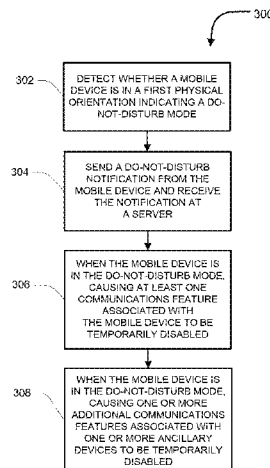 300
302
DETECT WHETHER A MOBILE
DEVICE IS IN A FIRST PHYSICAL
ORIENTATION INDICATING A DO-
NOT-DISTURB MODE
304
SEND A DO-NOT-DISTURB
NOTIFICATION FROM THE
MOBILE DEVICE AND RECEIVE
THE NOTIFICATION AT
A SERVER
306
WHEN THE MOBILE DEVICE IS
IN THE DO-NOT-DISTURB MODE,
CAUSING AT LEAST ONE
COMMUNICATIONS FEATURE
ASSOCIATED WITH
THE MOBILE DEVICE TO BE
TEMPORARILY DISABLED
308
WHEN THE MOBILE DEVICE IS
IN THE DO-NOT-DISTURB MODE,
CAUSING ONE OR MORE
ADDITIONAL COMMUNICATIONS
FEATURES ASSOCIATED WITH
ONE OR MORE ANCILLARY
DEVICES TO BE TEMPORARILY
DISABLED